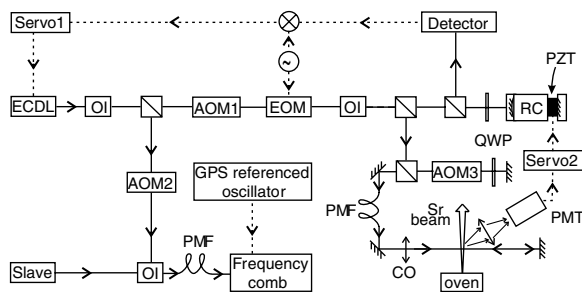 Servo1
Detector
PZT
ECDL
OI
AOM1
EOM
OI
RC
QWP
Servo2
AOM2
GPS referenced
oscillator
AOM3
PMF
Sr
beam
PMT
PMF
CO
Slave
OI
Frequency
comb
oven